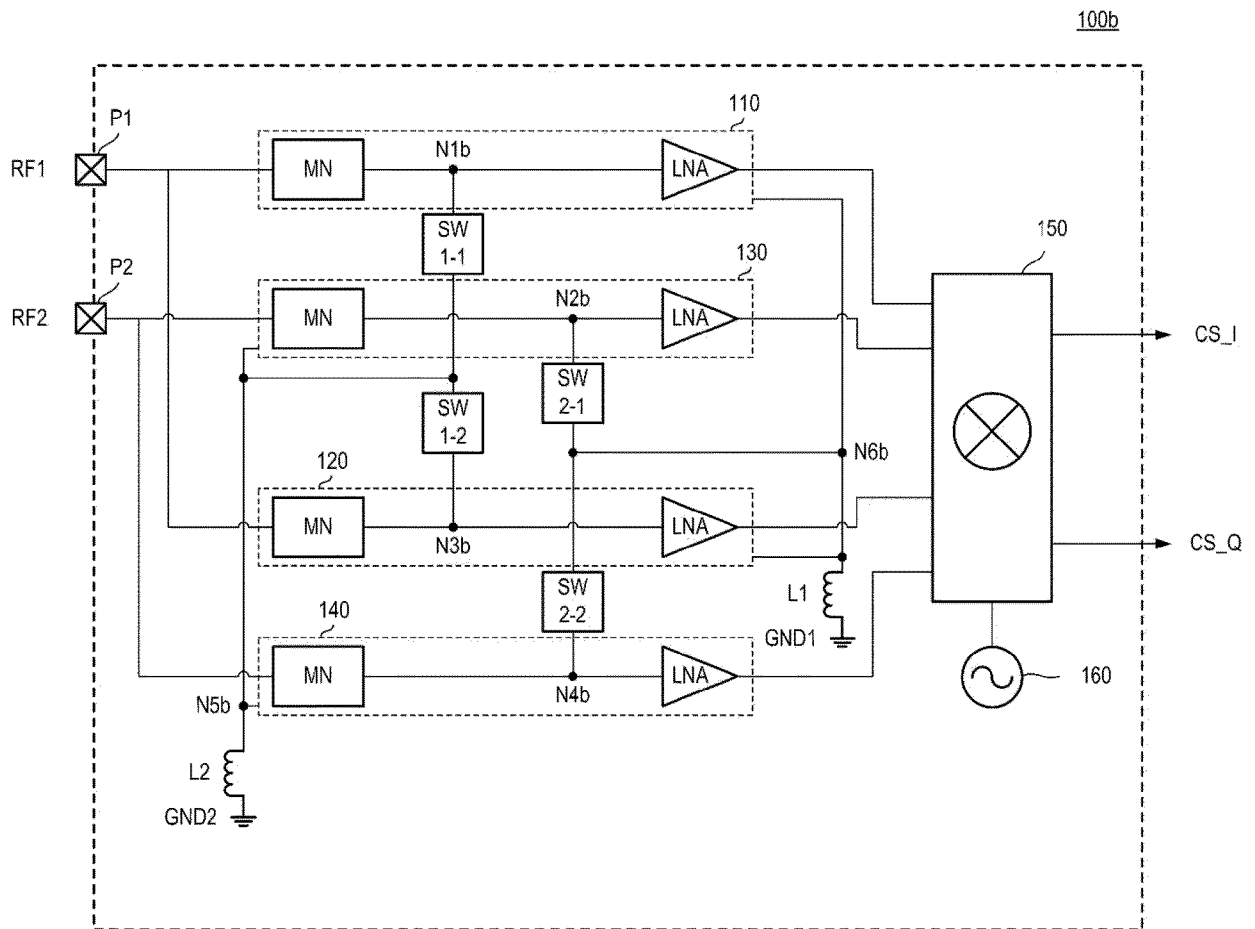 100b
P1
110
RF1
MN
N1b
LNA
SW
1-1
P2
130
150
RF2
MN
N2b
LNA
CS_I
SW
1-2
SW
2-1
N6b
120
MN
N3b
LNA
CS_Q
SW
2-2
L1
GND1
140
MN
N4b
LNA
160
N5b
L2
GND2